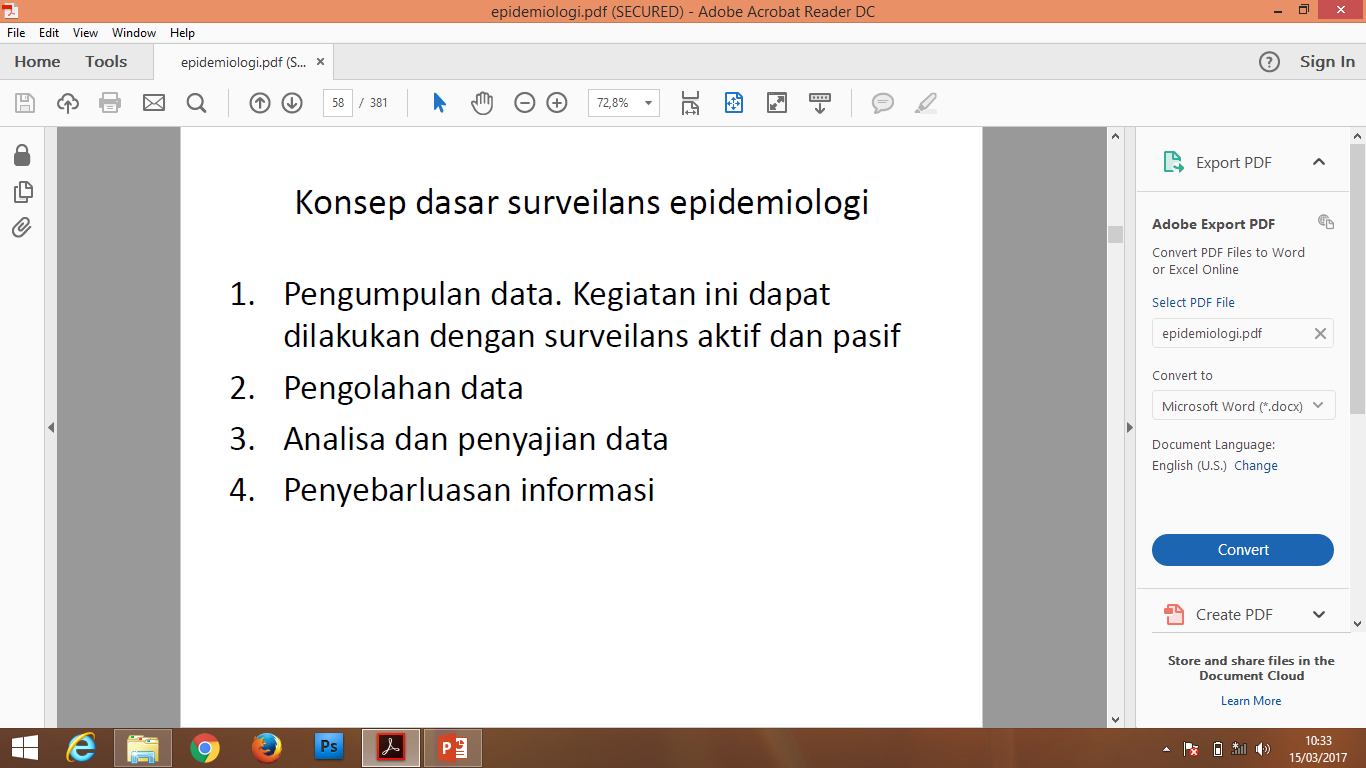 epidemiologi.pdf (SECURED) - Adobe Acrobat Reader DC
File Edit View Window Help
Home Tools epidemiologi.pdf (S... × Sign In
58 / 381 72,8%
Konsep dasar surveilans epidemiologi
1. Pengumpulan data. Kegiatan ini dapat
dilakukan dengan surveilans aktif dan pasif
2. Pengolahan data
3. Analisa dan penyajian data
4. Penyebarluasan informasi
Export PDF
Adobe Export PDF
Convert PDF Files to Word
or Excel Online
Select PDF File
epidemiologi.pdf
Convert to
Microsoft Word (*.docx)
Document Language:
English (U.S.) Change
Convert
Create PDF
Store and share files in the
Document Cloud
Learn More
Ps
10:33
15/03/2017